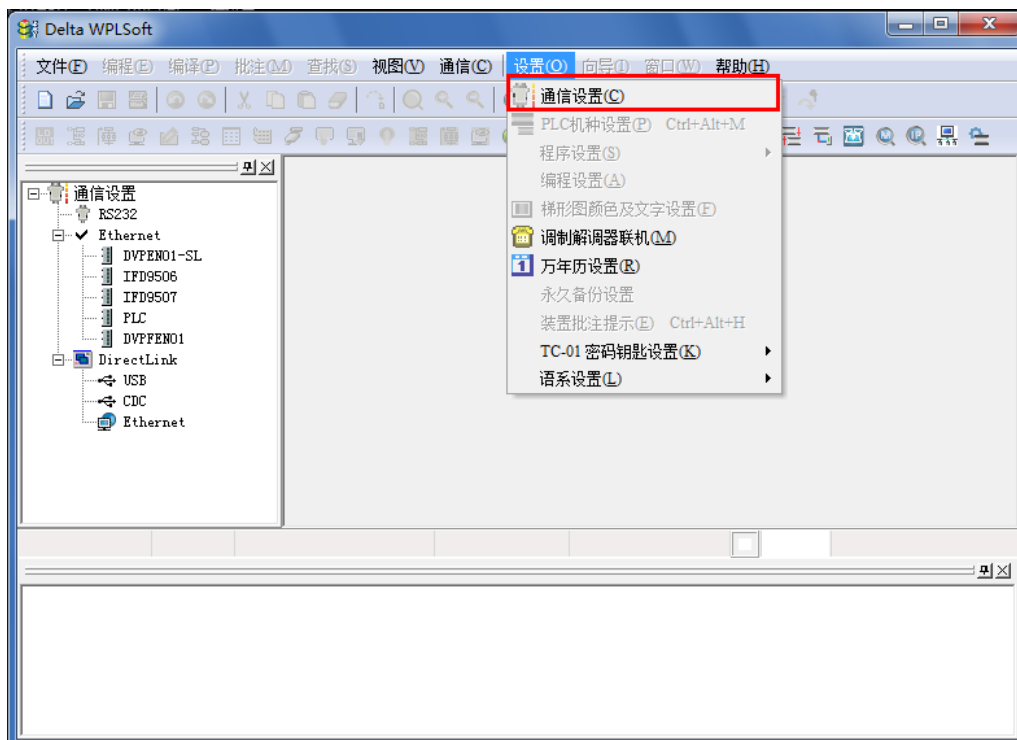 Delta WPLSoft
文件(F) 编程(E) 编译(P) 批注(M) 查找(S) 视图(V) 通信(C) 设置(O) 向导(I) 窗口(W) 帮助(H)
通信设置(C)
PLC机种设置(P) Ctrl+Alt+M
程序设置(S)
编程设置(A)
梯形图颜色及文字设置(F)
调制解调器联机(M)
万年历设置(R)
永久备份设置
装置批注提示(E) Ctrl+Alt+H
TC-01 密码钥匙设置(K)
语系设置(L)
通信设置
RS232
Ethernet
DVPEN01-SL
IFD9506
IFD9507
PLC
DVPFEN01
DirectLink
USB
CDC
Ethernet